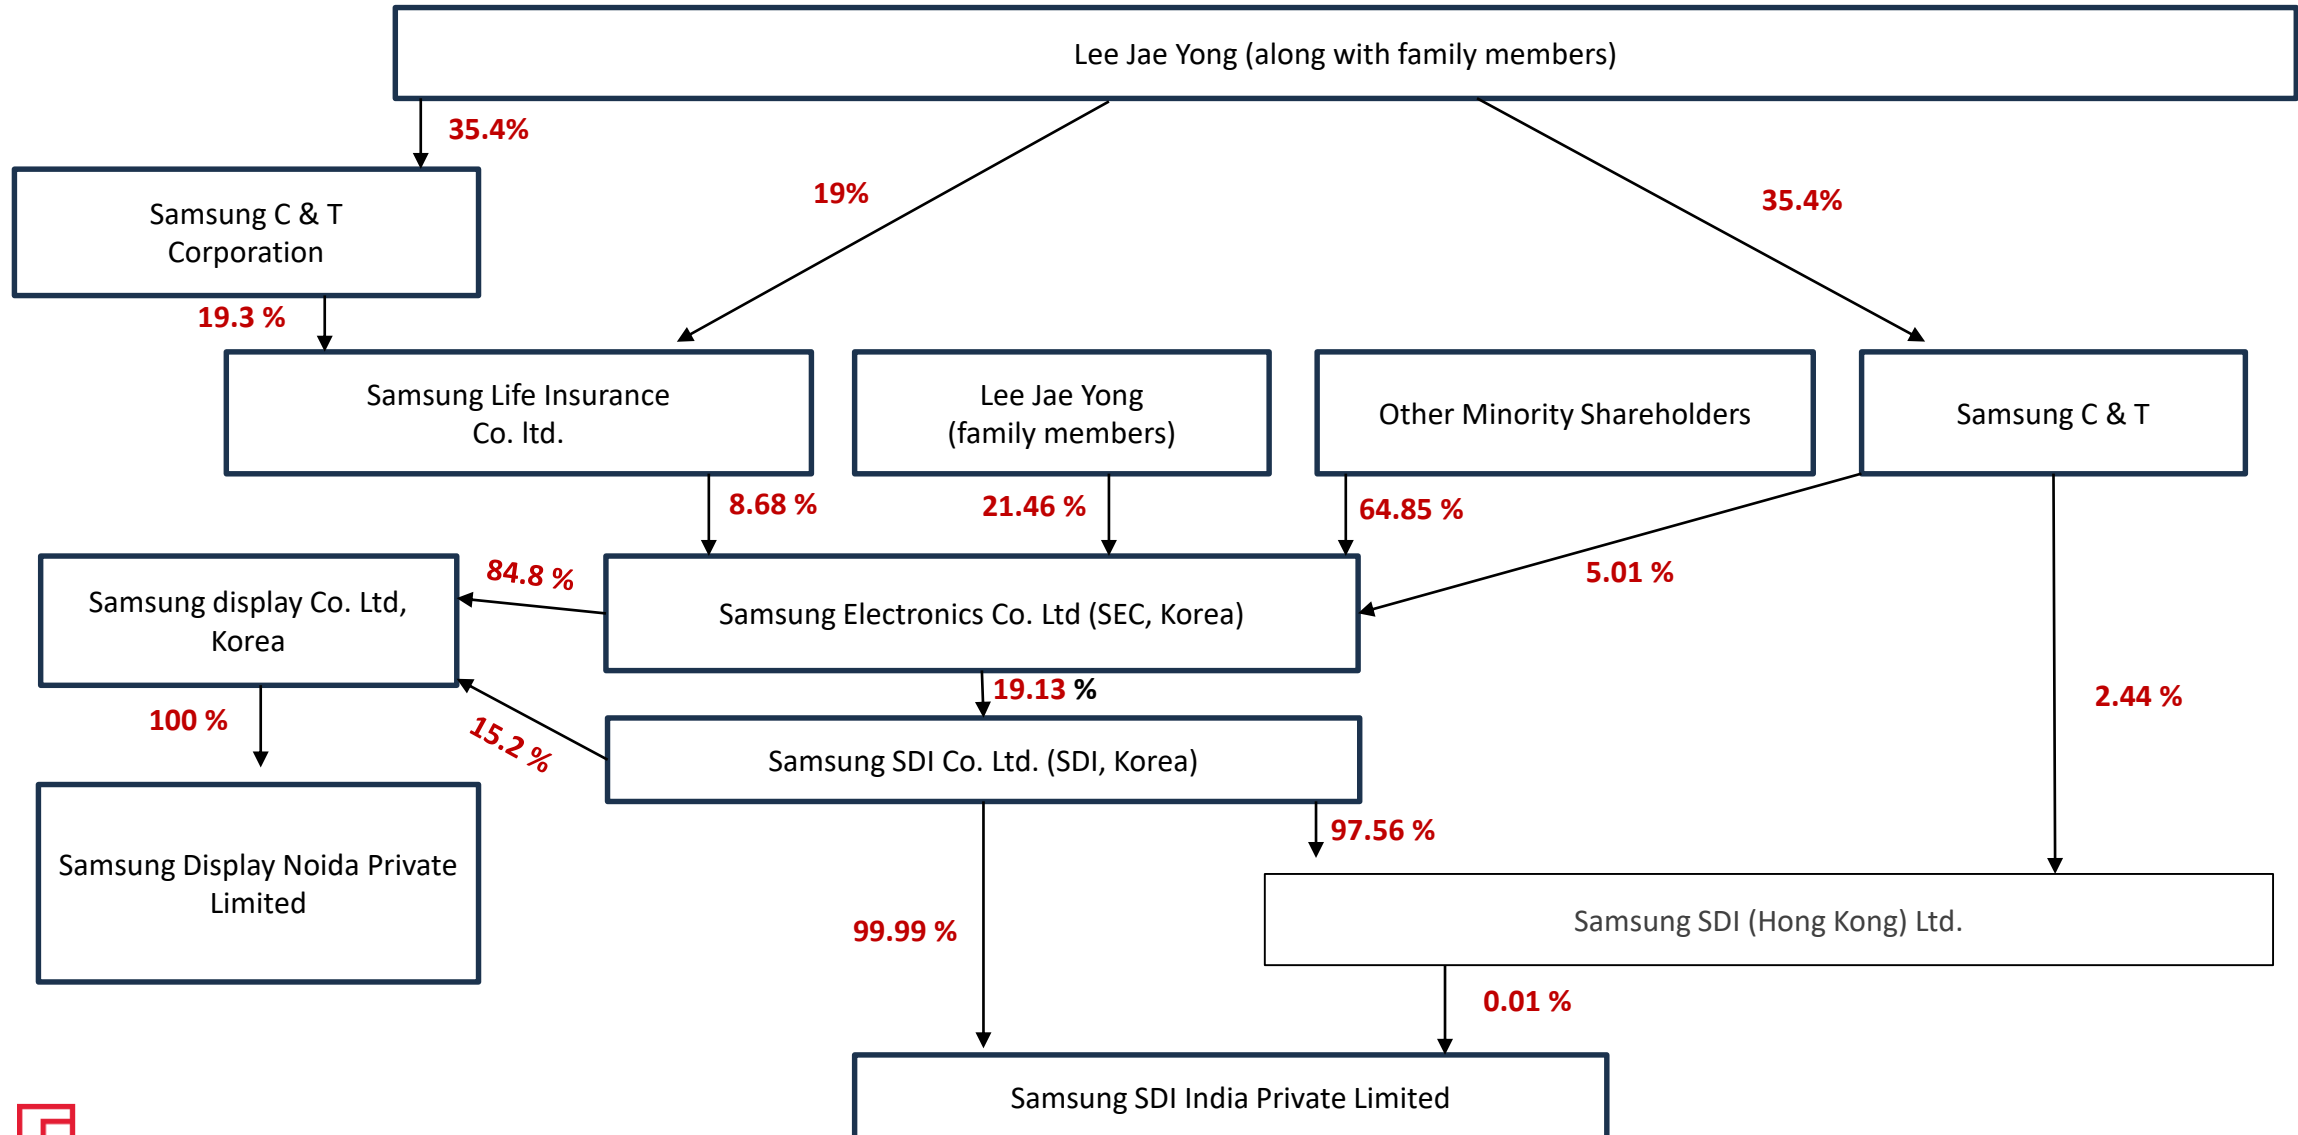 Lee Jae Yong (along with family members)
35.4%
19%
35.4%
Samsung C & T
Corporation
19.3 %
Samsung Life Insurance
Co. ltd.
Lee Jae Yong
(family members)
Other Minority Shareholders
Samsung C & T
8.68 %
21.46 %
64.85 %
5.01 %
84.8 %
Samsung display Co. Ltd,
Korea
Samsung Electronics Co. Ltd (SEC, Korea)
19.13 %
2.44 %
100 %
15.2 %
Samsung SDI Co. Ltd. (SDI, Korea)
97.56 %
Samsung Display Noida Private
Limited
99.99 %
Samsung SDI (Hong Kong) Ltd.
0.01 %
Samsung SDI India Private Limited